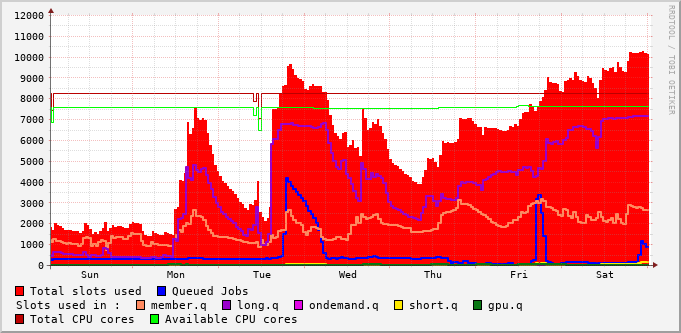 12000
11000
10000
9000
8000
7000
6000
5000
4000
3000
2000
1000
0
Sun Mon Tue Wed Thu Fri Sat
RRDTOOL / TOBI OETIKER
Total slots used Queued Jobs
Slots used in : member.q long.q ondemand.q short.q gpu.q
Total CPU cores Available CPU cores